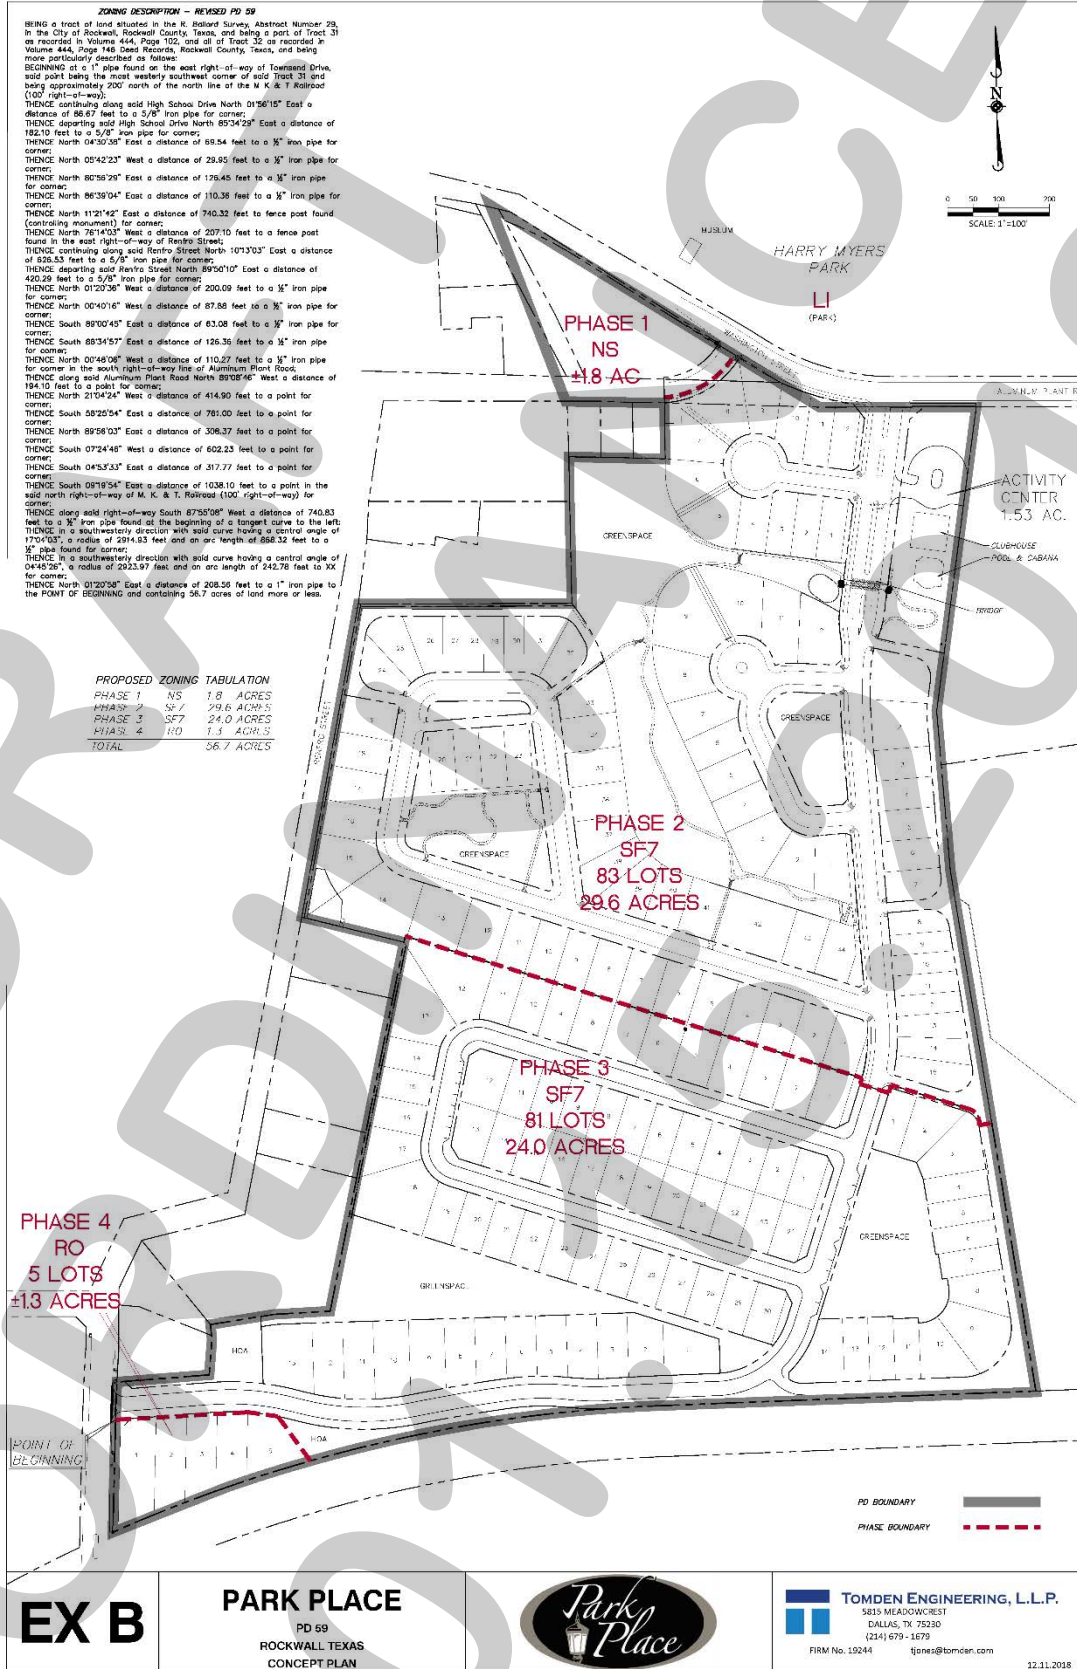 ZONING DESCRIPTION – REVISED PD 59
BEING a tract of land situated in the R. Ballard Survey, Abstract Number 29,
in the City of Rockwall, Rockwall County, Texas, and being a part of Tract 31
as recorded in Volume 444, Page 102, and all of Tract 32 as recorded in
Volume 444, Page 146 Deed Records, Rockwall County, Texas, and being
more particularly described as follows:
BEGINNING at a 1" pipe found on the east right-of-way of Townsend Drive,
said point being the most westerly southwest corner of said Tract 31 and
being approximately 200' north of the north line of the M K & T Railroad
(100' right-of-way);
THENCE continuing along said High School Drive North 01°56'15" East a
distance of 86.67 feet to a 5/8" iron pipe for corner;
THENCE departing said High School Drive North 85°34'29" East a distance of
182.10 feet to a 5/8" iron pipe for corner;
THENCE North 04°30'38" East a distance of 69.54 feet to a ½" iron pipe for
corner;
THENCE North 05°42'23" West a distance of 29.95 feet to a ½" iron pipe for
corner;
THENCE North 80°56'29" East a distance of 126.45 feet to a ½" iron pipe
for corner;
THENCE North 86°39'04" East a distance of 110.36 feet to a ½" iron pipe for
corner;
THENCE North 11°21'42" East a distance of 740.32 feet to fence post found
(controlling monument) for corner;
THENCE North 76°14'03" West a distance of 207.10 feet to a fence post
found in the east right-of-way of Renfro Street;
THENCE continuing along said Renfro Street North 10°13'03" East a distance
of 626.53 feet to a 5/8" iron pipe for corner;
THENCE departing said Renfro Street North 89°50'10" East a distance of
420.29 feet to a 5/8" iron pipe for corner;
THENCE North 01°20'36" West a distance of 200.09 feet to a ½" iron pipe
for corner;
THENCE North 00°40'16" West a distance of 87.88 feet to a ½" iron pipe for
corner;
THENCE South 89°00'45" East a distance of 63.08 feet to a ½" iron pipe for
corner;
THENCE South 88°34'57" East a distance of 126.36 feet to a ½" iron pipe
for corner;
THENCE North 00°48'06" West a distance of 110.27 feet to a ½" iron pipe
for corner in the south right-of-way line of Aluminum Plant Road;
THENCE along said Aluminum Plant Road North 89°08'46" West a distance of
194.10 feet to a point for corner;
THENCE North 21°04'24" West a distance of 414.90 feet to a point for
corner;
THENCE South 58°25'54" East a distance of 761.00 feet to a point for
corner;
THENCE North 89°56'03" East a distance of 306.37 feet to a point for
corner;
THENCE South 07°24'46" West a distance of 602.23 feet to a point for
corner;
THENCE South 04°53'33" East a distance of 317.77 feet to a point for
corner;
THENCE South 09°19'54" East a distance of 1038.10 feet to a point in the
said north right-of-way of M. K. & T. Railroad (100' right-of-way) for
corner;
THENCE along said right-of-way South 87°55'08" West a distance of 740.83
feet to a ½" iron pipe found at the beginning of a tangent curve to the left;
THENCE in a southwesterly direction with said curve having a central angle of
17°04'03", a radius of 2914.93 feet and an arc length of 868.32 feet to a
½" pipe found for corner;
THENCE in a southwesterly direction with said curve having a central angle of
04°45'26", a radius of 2923.97 feet and an arc length of 242.78 feet to XX
for corner;
THENCE North 01°20'58" East a distance of 208.56 feet to a 1" iron pipe to
the POINT OF BEGINNING and containing 56.7 acres of land more or less.
PROPOSED ZONING TABULATION
PHASE 1 NS 1.8 ACRES
PHASE 2 SF7 29.6 ACRES
PHASE 3 SF7 24.0 ACRES
PHASE 4 RO 1.3 ACRES
TOTAL 56.7 ACRES
N
0 50 100 200
SCALE: 1"=100'
HARRY MYERS
PARK
LI
(PARK)
PHASE 1
NS
±1.8 AC
ALUMINUM PLANT R
ACTIVITY
CENTER
1.53 AC.
CLUBHOUSE
POOL & CABANA
BRIDGE
GREENSPACE
GREENSPACE
GREENSPACE
PHASE 2
SF7
83 LOTS
29.6 ACRES
PHASE 3
SF7
81 LOTS
24.0 ACRES
GREENSPACE
GREENSPAC
PHASE 4
RO
5 LOTS
±1.3 ACRES
HOA
HOA
1 2 3 4 5
POINT OF
BEGINNING
PD BOUNDARY
PHASE BOUNDARY
EX B
PARK PLACE
PD 59
ROCKWALL TEXAS
CONCEPT PLAN
Park
Place
TOMDEN ENGINEERING, L.L.P.
5815 MEADOWCREST
DALLAS, TX 75230
(214) 679 - 1679
FIRM No. 19244 tjones@tomden.com
12.11.2018